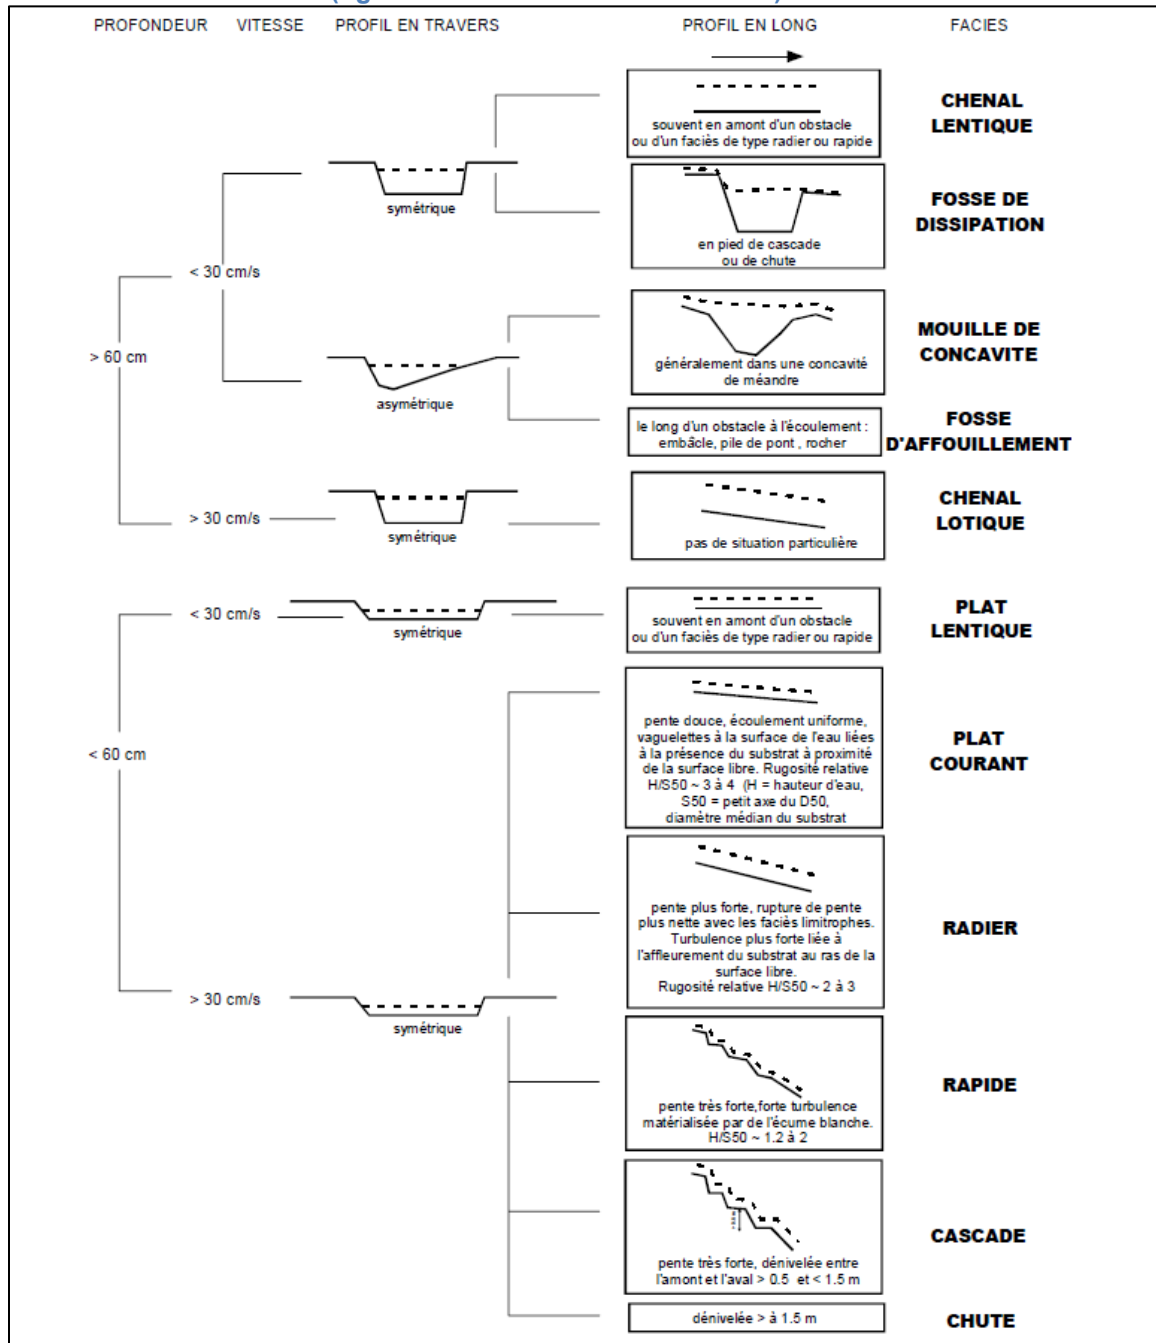 PROFONDEUR VITESSE PROFIL EN TRAVERS PROFIL EN LONG FACIES
souvent en amont d'un obstacle
ou d'un faciès de type radier ou rapide
CHENAL
LENTIQUE
symétrique
en pied de cascade
ou de chute
FOSSE DE
DISSIPATION
< 30 cm/s
> 60 cm
asymétrique
généralement dans une concavité
de méandre
MOUILLE DE
CONCAVITE
le long d'un obstacle à l'écoulement :
embâcle, pile de pont , rocher
FOSSE
D'AFFOUILLEMENT
> 30 cm/s
symétrique
pas de situation particulière
CHENAL
LOTIQUE
< 30 cm/s
symétrique
souvent en amont d'un obstacle
ou d'un faciès de type radier ou rapide
PLAT
LENTIQUE
< 60 cm
pente douce, écoulement uniforme,
vaguelettes à la surface de l'eau liées
à la présence du substrat à proximité
de la surface libre. Rugosité relative
H/S50 ~ 3 à 4 (H = hauteur d'eau,
S50 = petit axe du D50,
diamètre médian du substrat
PLAT
COURANT
pente plus forte, rupture de pente
plus nette avec les faciès limitrophes.
Turbulence plus forte liée à
l'affleurement du substrat au ras de la
surface libre.
Rugosité relative H/S50 ~ 2 à 3
RADIER
> 30 cm/s
symétrique
pente très forte,forte turbulence
matérialisée par de l'écume blanche.
H/S50 ~ 1.2 à 2
RAPIDE
pente très forte, dénivelée entre
l'amont et l'aval > 0.5 et < 1.5 m
CASCADE
dénivelée > à 1.5 m
CHUTE